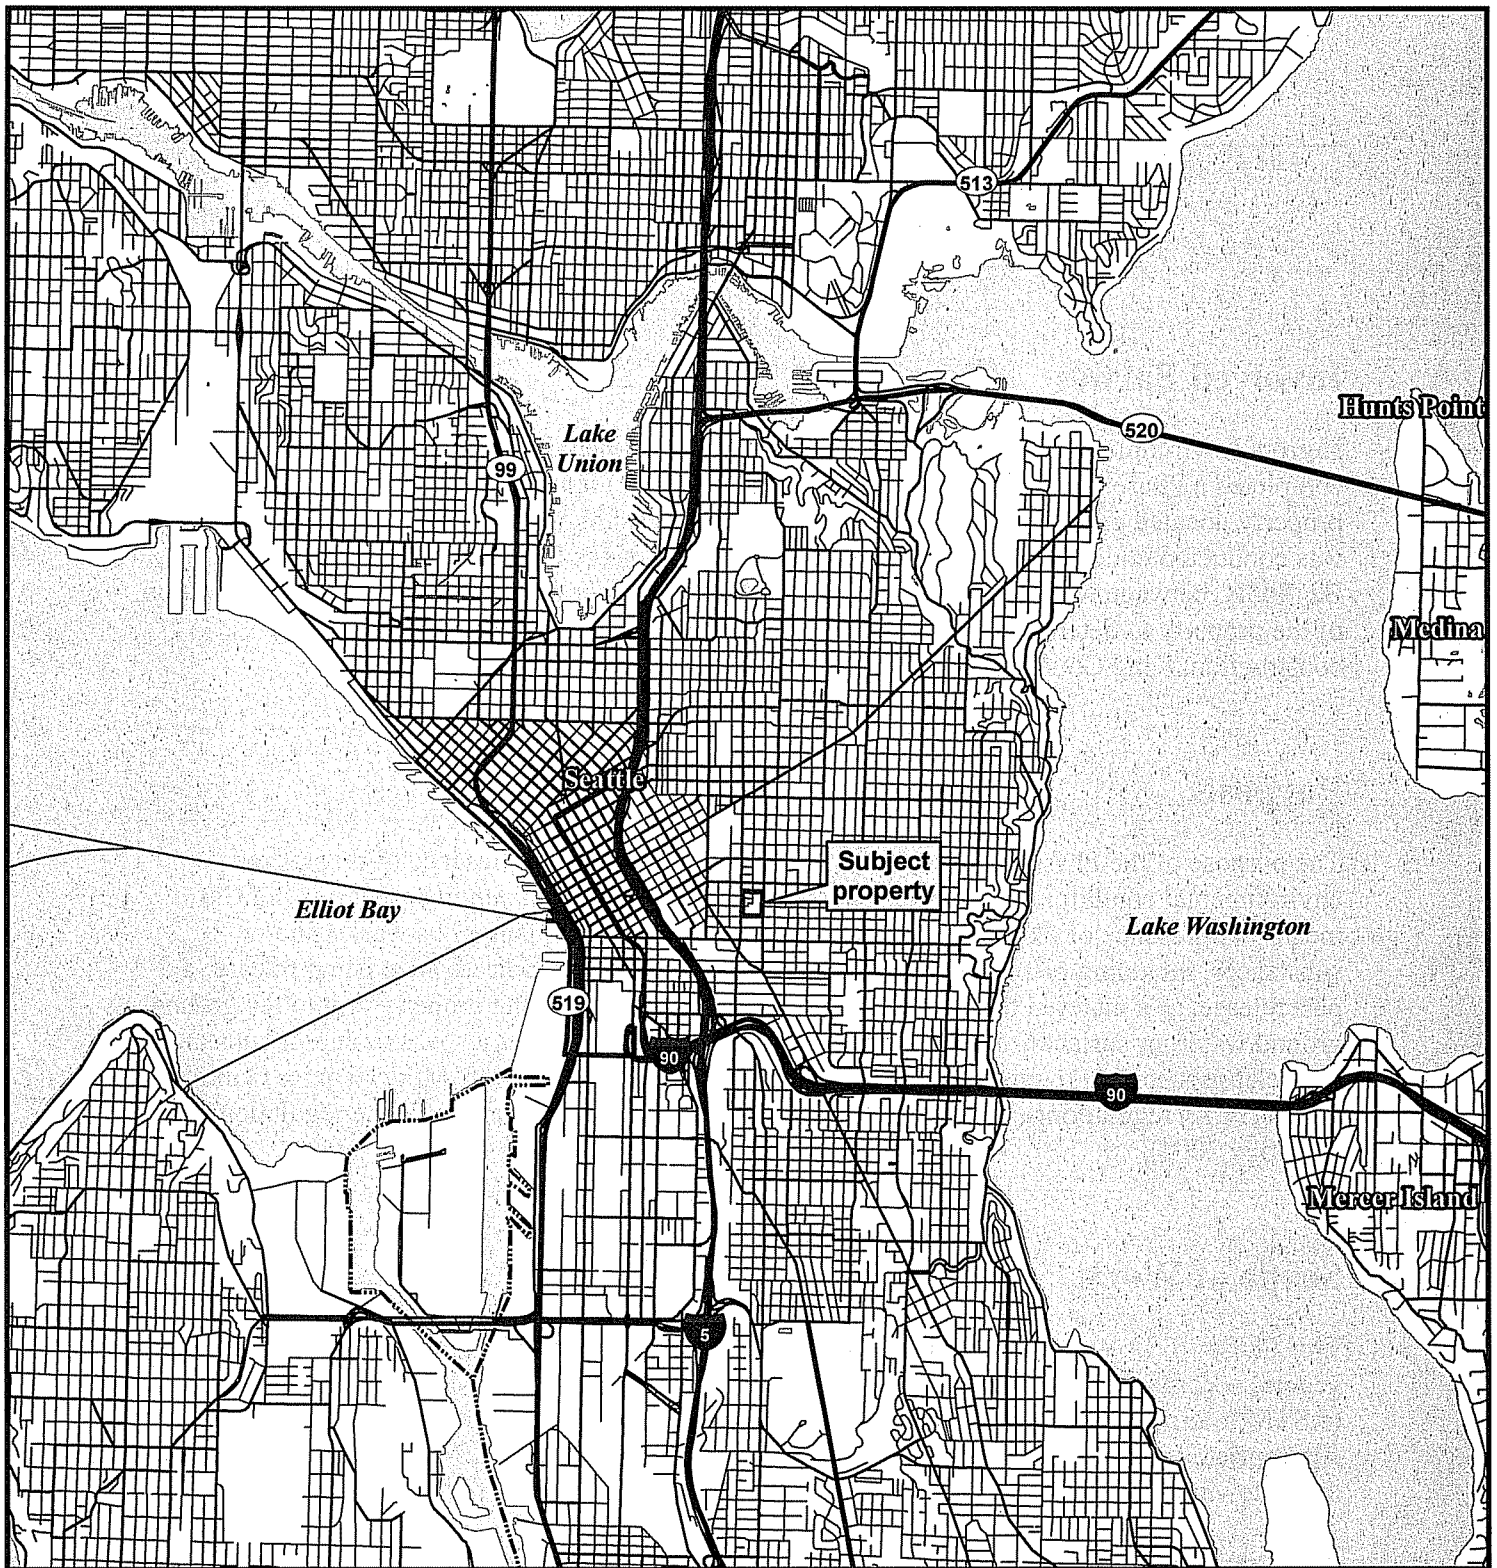 513
Hunts Point
520
Lake
Union
99
Medina
Seattle
Subject
property
Elliot Bay
Lake Washington
519
90
90
Mercer Island
5